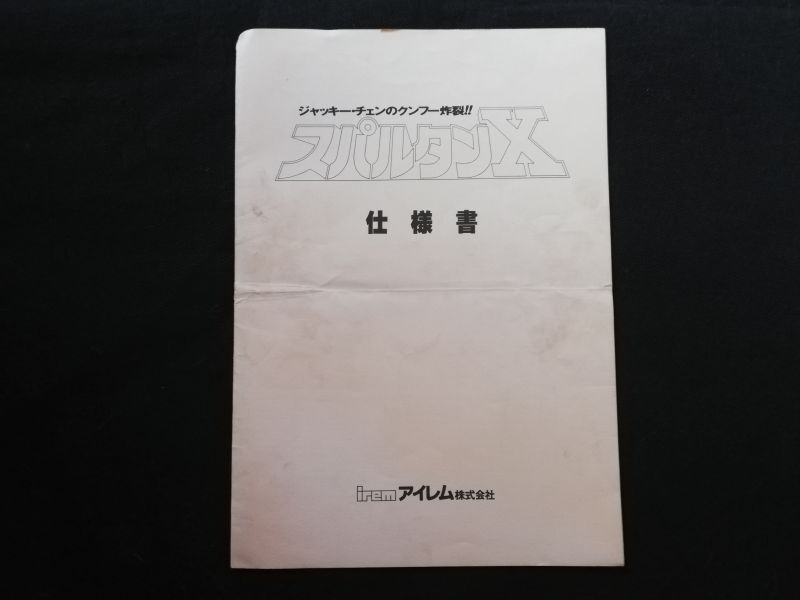 ジャッキー・チェンのクンフー炸裂!!
スパルタンX
仕様書
irem アイレム株式会社